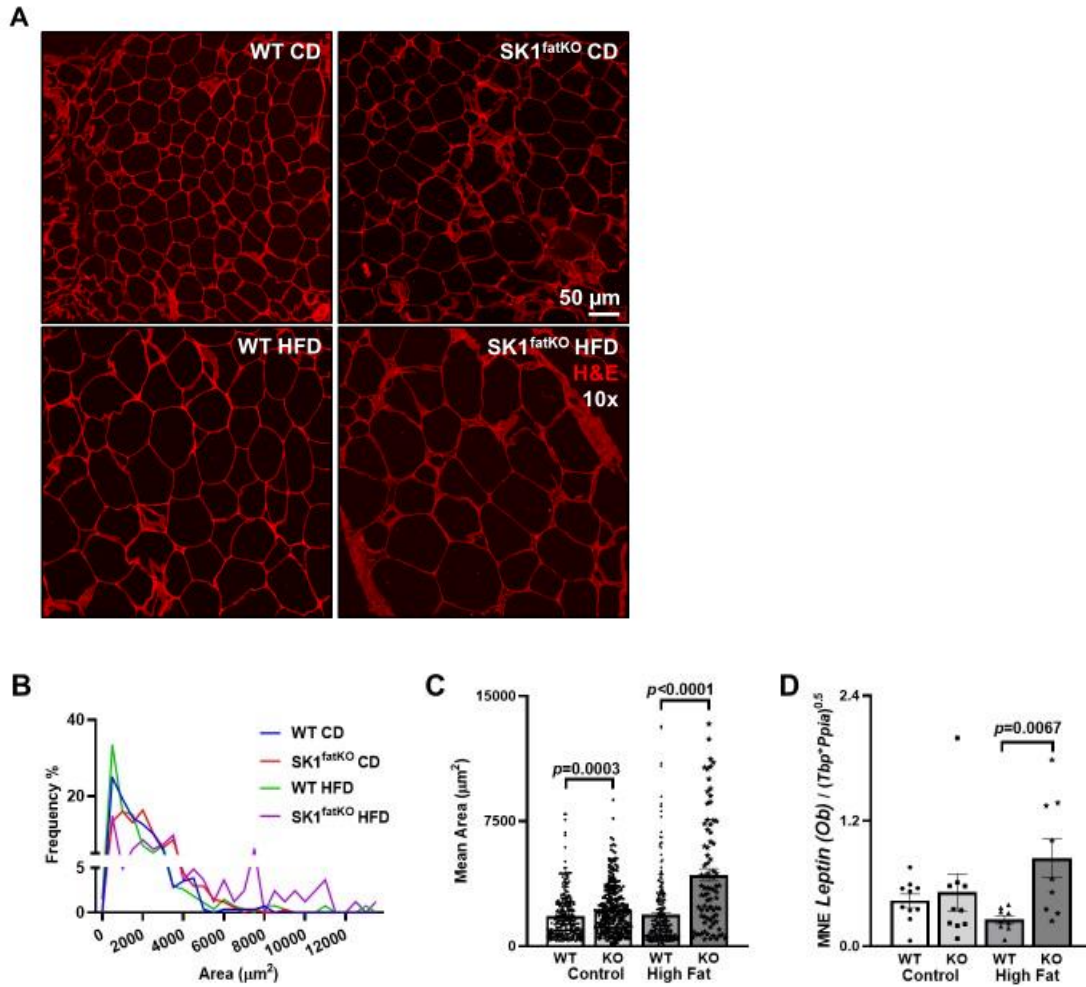 A
WT CD
SK1fatKO CD
50 µm
WT HFD
SK1fatKO HFD
H&E
10x
B
Frequency %
40
20
5
0
0
2000
4000
6000
8000
10000
12000
Area (µm2)
WT CD
SK1fatKO CD
WT HFD
SK1fatKO HFD
C
Mean Area (µm2)
15000
7500
0
p=0.0003
p<0.0001
WT KO WT KO
Control High Fat
D
MNE Leptin (Ob) / (Tbp*Ppia)0.5
2.4
1.2
0.0
p=0.0067
WT KO WT KO
Control High Fat